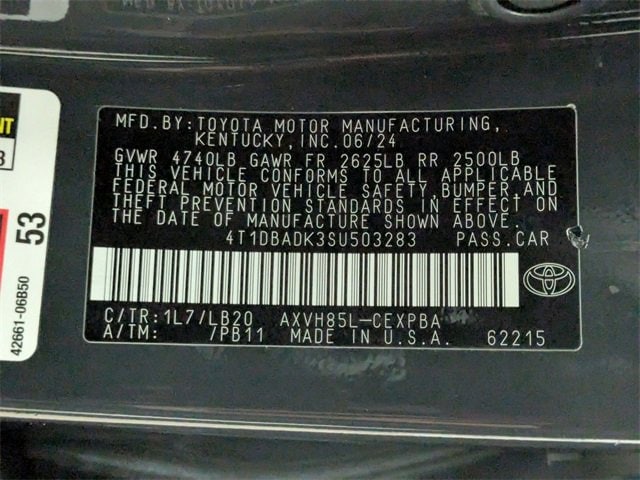 MFD.BY:TOYOTA MOTOR MANUFACTURING,
KENTUCKY,INC.06/24
GVWR 4740LB GAWR FR 2625LB RR 2500LB
THIS VEHICLE CONFORMS TO ALL APPLICABLE
FEDERAL MOTOR VEHICLE SAFETY, BUMPER,AND
THEFT PREVENTION STANDARDS IN EFFECT ON
THE DATE OF MANUFACTURE SHOWN ABOVE.
4T1DBADK3SU503283 PASS.CAR
C/TR:1L7/LB20 AXVH85L-CEXPBA
A/TM: /PB11 MADE IN U.S.A. 62215
53
42661-06B50